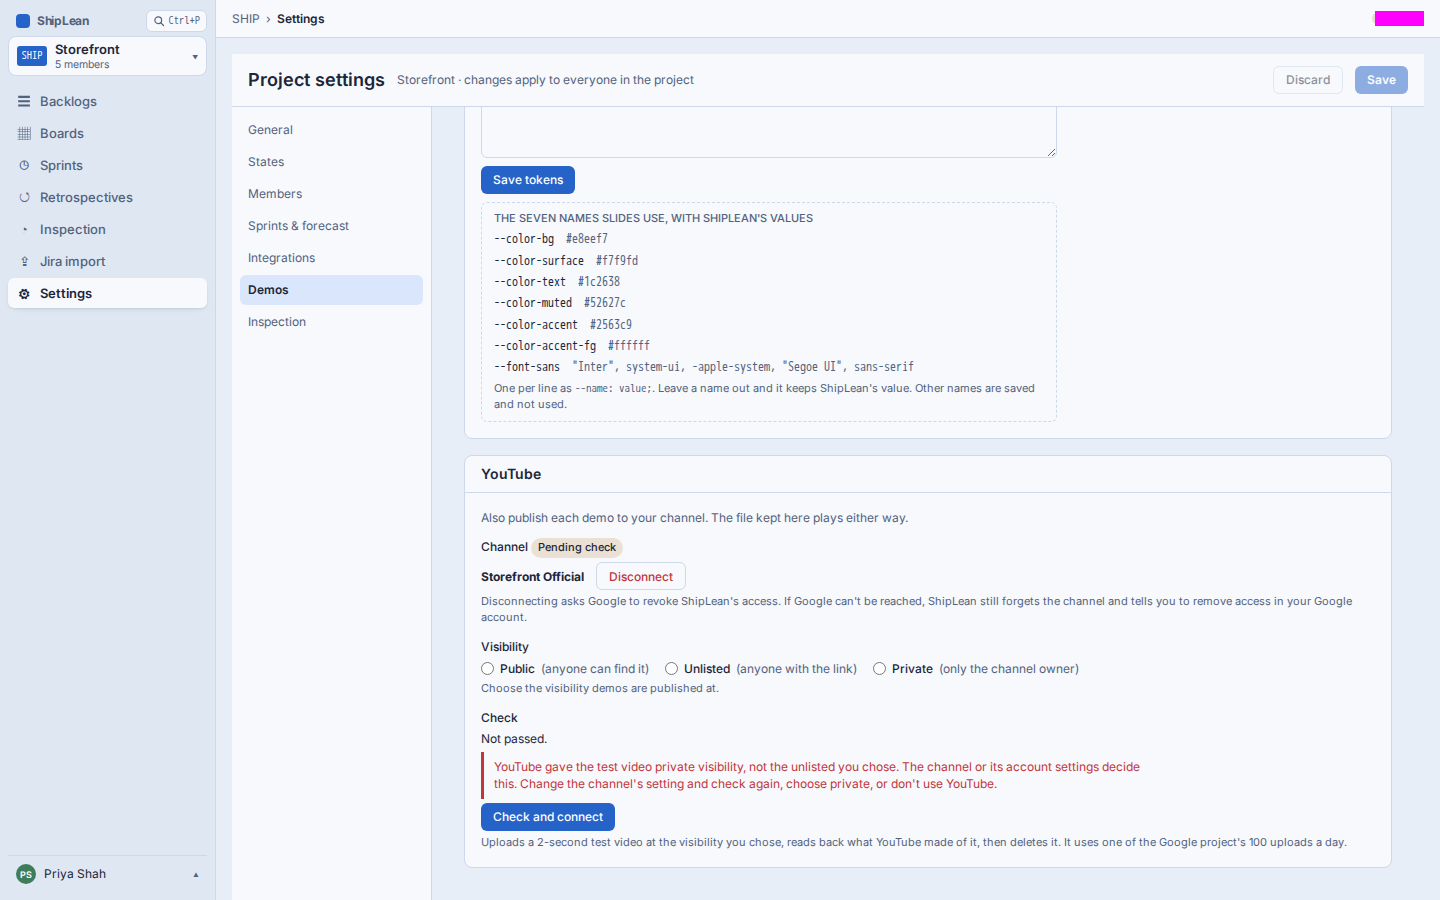 ShipLean
Ctrl+P
SHIP
Storefront
5 members
Backlogs
Boards
Sprints
Retrospectives
Inspection
Jira import
Settings
PS
Priya Shah
SHIP › Settings
Project settings
Storefront · changes apply to everyone in the project
Discard
Save
General
States
Members
Sprints & forecast
Integrations
Demos
Inspection
Save tokens
THE SEVEN NAMES SLIDES USE, WITH SHIPLEAN'S VALUES
--color-bg #e8eef7
--color-surface #f7f9fd
--color-text #1c2638
--color-muted #52627c
--color-accent #2563c9
--color-accent-fg #ffffff
--font-sans "Inter", system-ui, -apple-system, "Segoe UI", sans-serif
One per line as --name: value;. Leave a name out and it keeps ShipLean's value. Other names are saved
and not used.
YouTube
Also publish each demo to your channel. The file kept here plays either way.
Channel Pending check
Storefront Official
Disconnect
Disconnecting asks Google to revoke ShipLean's access. If Google can't be reached, ShipLean still forgets the channel and tells you to remove access in your Google
account.
Visibility
Public (anyone can find it) Unlisted (anyone with the link) Private (only the channel owner)
Choose the visibility demos are published at.
Check
Not passed.
YouTube gave the test video private visibility, not the unlisted you chose. The channel or its account settings decide
this. Change the channel's setting and check again, choose private, or don't use YouTube.
Check and connect
Uploads a 2-second test video at the visibility you chose, reads back what YouTube made of it, then deletes it. It uses one of the Google project's 100 uploads a day.